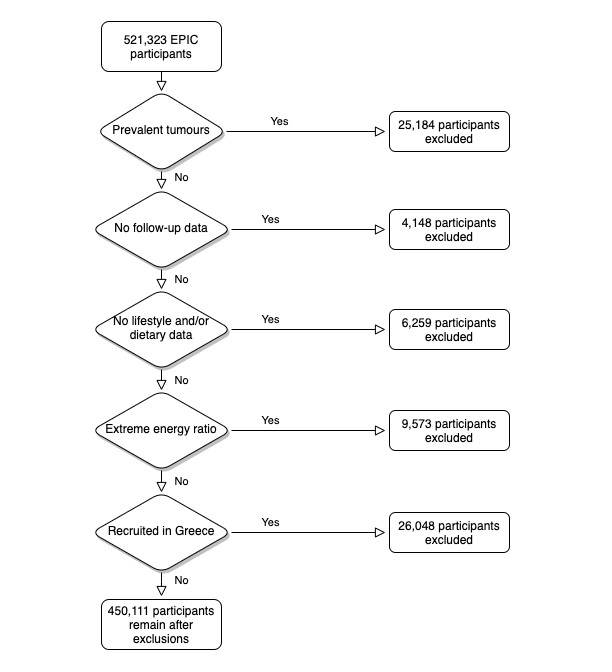 521,323 EPIC
participants
Prevalent tumours
Yes
25,184 participants
excluded
No
No follow-up data
Yes
4,148 participants
excluded
No
No lifestyle and/or
dietary data
Yes
6,259 participants
excluded
No
Extreme energy ratio
Yes
9,573 participants
excluded
No
Recruited in Greece
Yes
26,048 participants
excluded
No
450,111 participants
remain after
exclusions